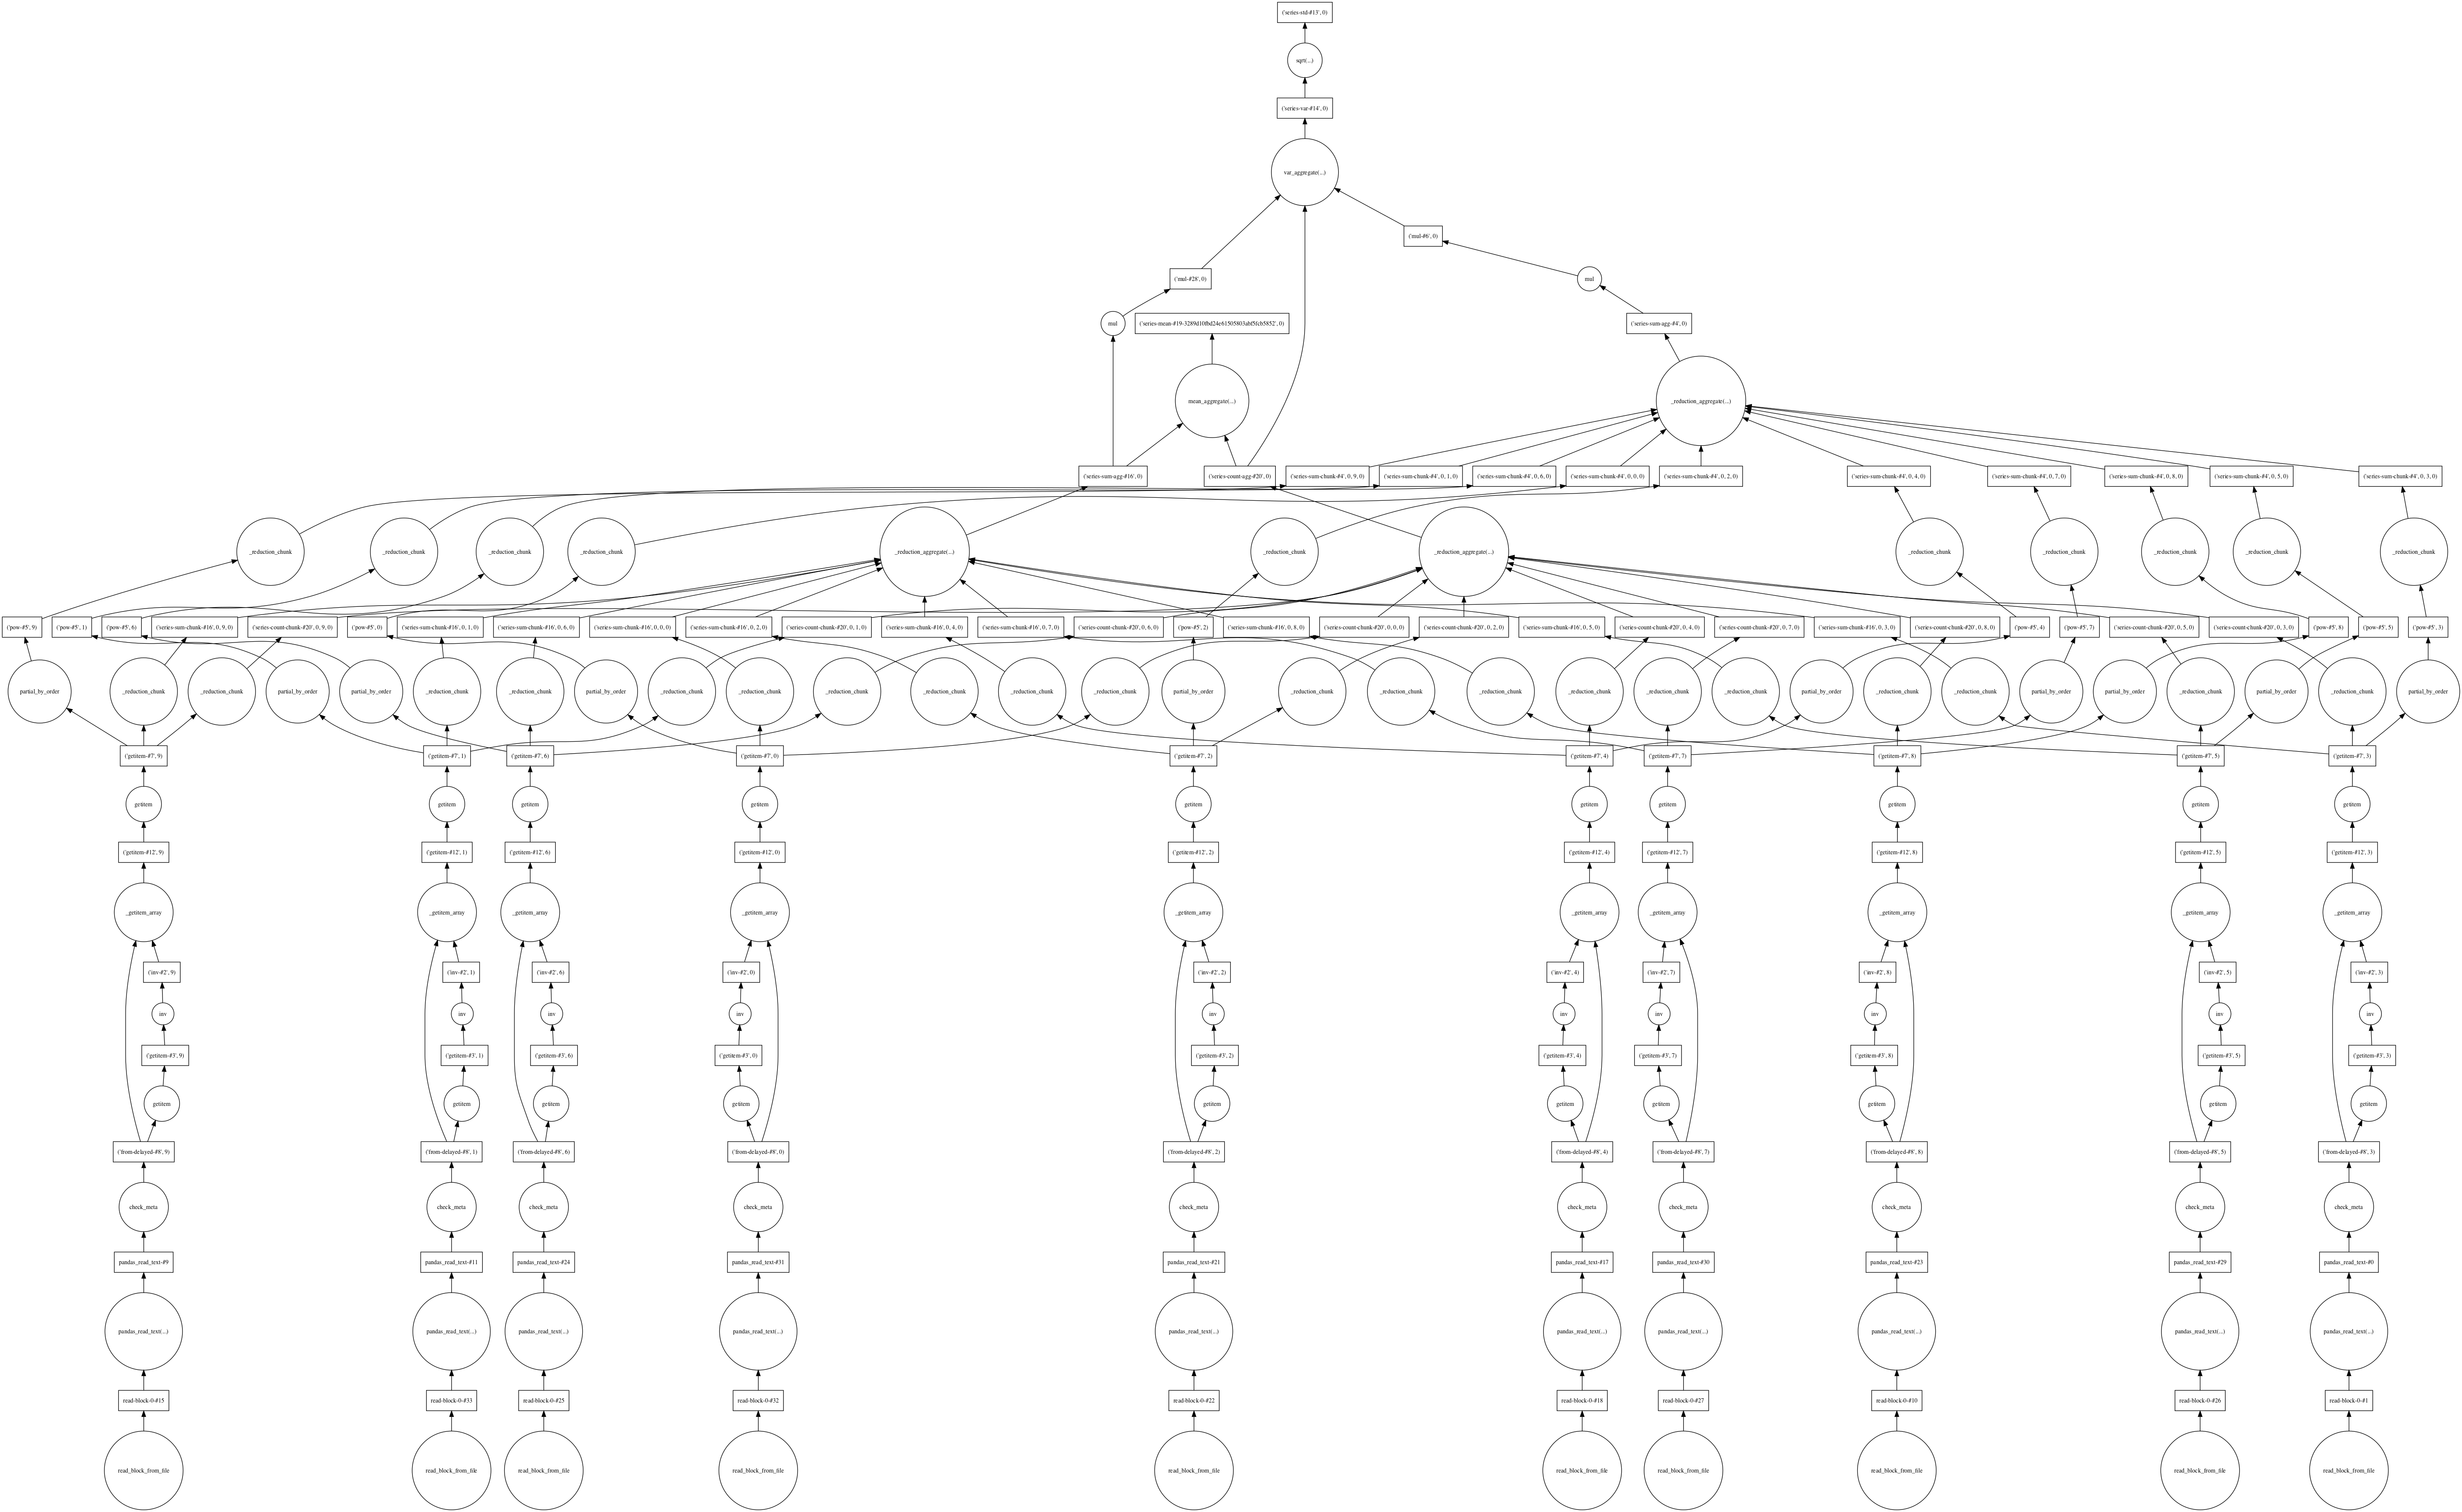 ('series-std-#13', 0)
sqrt(...)
('series-var-#14', 0)
var_aggregate(...)
('mul-#6', 0)
('mul-#28', 0)
mul
mul
('series-mean-#19-3289d10fbd24e61505803abf5fcb5852', 0)
('series-sum-agg-#4', 0)
mean_aggregate(...)
_reduction_aggregate(...)
('series-sum-agg-#16', 0)
('series-count-agg-#20', 0)
('series-sum-chunk-#4', 0, 9, 0)
('series-sum-chunk-#4', 0, 1, 0)
('series-sum-chunk-#4', 0, 6, 0)
('series-sum-chunk-#4', 0, 0, 0)
('series-sum-chunk-#4', 0, 2, 0)
('series-sum-chunk-#4', 0, 4, 0)
('series-sum-chunk-#4', 0, 7, 0)
('series-sum-chunk-#4', 0, 8, 0)
('series-sum-chunk-#4', 0, 5, 0)
('series-sum-chunk-#4', 0, 3, 0)
_reduction_chunk
_reduction_chunk
_reduction_chunk
_reduction_chunk
_reduction_aggregate(...)
_reduction_chunk
_reduction_aggregate(...)
_reduction_chunk
_reduction_chunk
_reduction_chunk
_reduction_chunk
_reduction_chunk
('pow-#5', 9)
('pow-#5', 1)
('pow-#5', 6)
('series-sum-chunk-#16', 0, 9, 0)
('series-count-chunk-#20', 0, 9, 0)
('pow-#5', 0)
('series-sum-chunk-#16', 0, 1, 0)
('series-sum-chunk-#16', 0, 6, 0)
('series-sum-chunk-#16', 0, 0, 0)
('series-sum-chunk-#16', 0, 2, 0)
('series-count-chunk-#20', 0, 1, 0)
('series-sum-chunk-#16', 0, 4, 0)
('series-sum-chunk-#16', 0, 7, 0)
('series-count-chunk-#20', 0, 6, 0)
('pow-#5', 2)
('series-sum-chunk-#16', 0, 8, 0)
('series-count-chunk-#20', 0, 0, 0)
('series-count-chunk-#20', 0, 2, 0)
('series-sum-chunk-#16', 0, 5, 0)
('series-count-chunk-#20', 0, 4, 0)
('series-count-chunk-#20', 0, 7, 0)
('series-sum-chunk-#16', 0, 3, 0)
('series-count-chunk-#20', 0, 8, 0)
('pow-#5', 4)
('pow-#5', 7)
('series-count-chunk-#20', 0, 5, 0)
('series-count-chunk-#20', 0, 3, 0)
('pow-#5', 8)
('pow-#5', 5)
('pow-#5', 3)
partial_by_order
_reduction_chunk
_reduction_chunk
partial_by_order
partial_by_order
_reduction_chunk
_reduction_chunk
partial_by_order
_reduction_chunk
_reduction_chunk
_reduction_chunk
_reduction_chunk
_reduction_chunk
_reduction_chunk
partial_by_order
_reduction_chunk
_reduction_chunk
_reduction_chunk
_reduction_chunk
_reduction_chunk
_reduction_chunk
partial_by_order
_reduction_chunk
_reduction_chunk
partial_by_order
partial_by_order
_reduction_chunk
partial_by_order
_reduction_chunk
partial_by_order
('getitem-#7', 9)
('getitem-#7', 1)
('getitem-#7', 6)
('getitem-#7', 0)
('getitem-#7', 2)
('getitem-#7', 4)
('getitem-#7', 7)
('getitem-#7', 8)
('getitem-#7', 5)
('getitem-#7', 3)
getitem
getitem
getitem
getitem
getitem
getitem
getitem
getitem
getitem
getitem
('getitem-#12', 9)
('getitem-#12', 1)
('getitem-#12', 6)
('getitem-#12', 0)
('getitem-#12', 2)
('getitem-#12', 4)
('getitem-#12', 7)
('getitem-#12', 8)
('getitem-#12', 5)
('getitem-#12', 3)
_getitem_array
_getitem_array
_getitem_array
_getitem_array
_getitem_array
_getitem_array
_getitem_array
_getitem_array
_getitem_array
_getitem_array
('inv-#2', 9)
('inv-#2', 1)
('inv-#2', 6)
('inv-#2', 0)
('inv-#2', 2)
('inv-#2', 4)
('inv-#2', 7)
('inv-#2', 8)
('inv-#2', 5)
('inv-#2', 3)
inv
inv
inv
inv
inv
inv
inv
inv
inv
inv
('getitem-#3', 9)
('getitem-#3', 1)
('getitem-#3', 6)
('getitem-#3', 0)
('getitem-#3', 2)
('getitem-#3', 4)
('getitem-#3', 7)
('getitem-#3', 8)
('getitem-#3', 5)
('getitem-#3', 3)
getitem
getitem
getitem
getitem
getitem
getitem
getitem
getitem
getitem
getitem
('from-delayed-#8', 9)
('from-delayed-#8', 1)
('from-delayed-#8', 6)
('from-delayed-#8', 0)
('from-delayed-#8', 2)
('from-delayed-#8', 4)
('from-delayed-#8', 7)
('from-delayed-#8', 8)
('from-delayed-#8', 5)
('from-delayed-#8', 3)
check_meta
check_meta
check_meta
check_meta
check_meta
check_meta
check_meta
check_meta
check_meta
check_meta
pandas_read_text-#9
pandas_read_text-#11
pandas_read_text-#24
pandas_read_text-#31
pandas_read_text-#21
pandas_read_text-#17
pandas_read_text-#30
pandas_read_text-#23
pandas_read_text-#29
pandas_read_text-#0
pandas_read_text(...)
pandas_read_text(...)
pandas_read_text(...)
pandas_read_text(...)
pandas_read_text(...)
pandas_read_text(...)
pandas_read_text(...)
pandas_read_text(...)
pandas_read_text(...)
pandas_read_text(...)
read-block-0-#15
read-block-0-#33
read-block-0-#25
read-block-0-#32
read-block-0-#22
read-block-0-#18
read-block-0-#27
read-block-0-#10
read-block-0-#26
read-block-0-#1
read_block_from_file
read_block_from_file
read_block_from_file
read_block_from_file
read_block_from_file
read_block_from_file
read_block_from_file
read_block_from_file
read_block_from_file
read_block_from_file